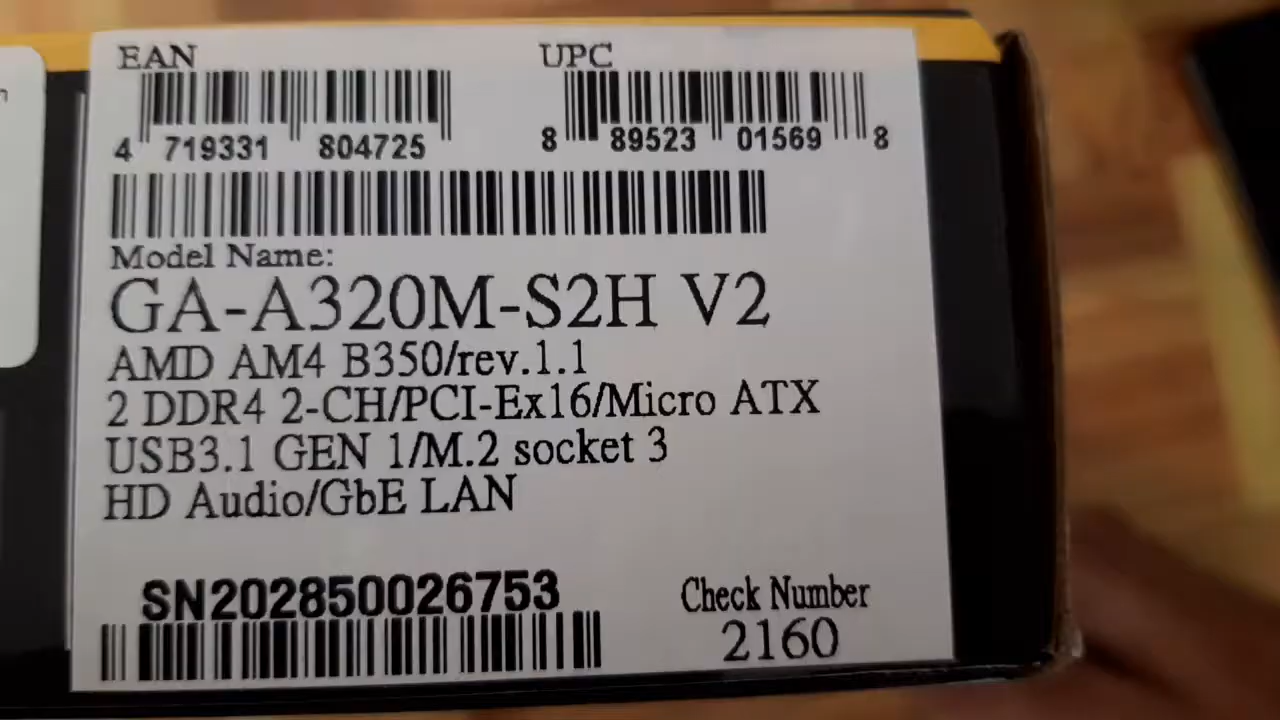 EAN
UPC
4 719331 804725
8 89523 01569 8
Model Name:
GA-A320M-S2H V2
AMD AM4 B350/rev.1.1
2 DDR4 2-CH/PCI-Ex16/Micro ATX
USB3.1 GEN 1/M.2 socket 3
HD Audio/GbE LAN
SN202850026753
Check Number
2160